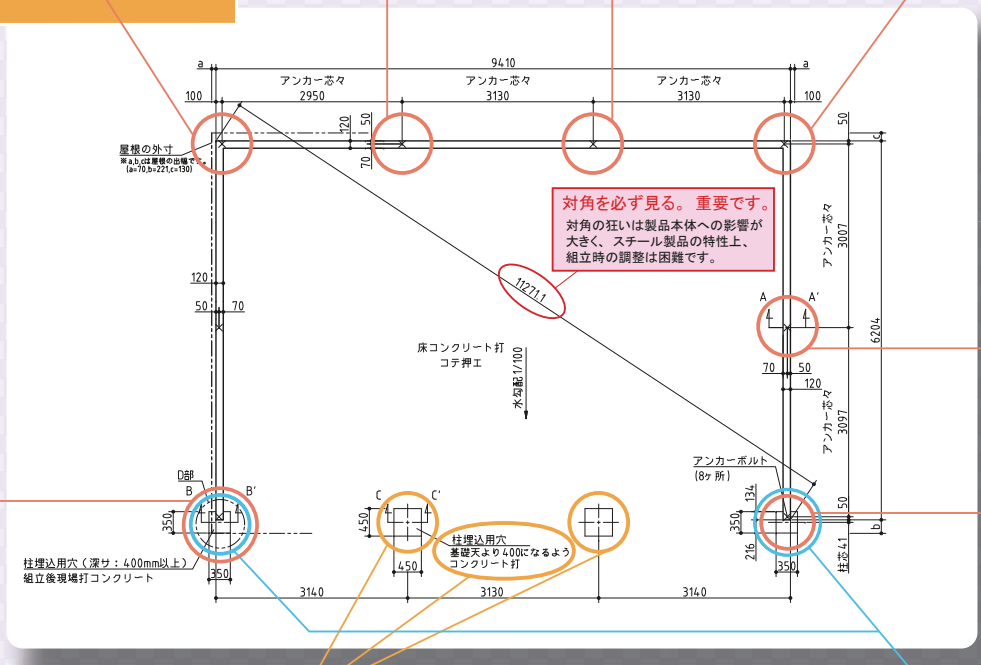 a
9410
a
アンカー芯々
アンカー芯々
アンカー芯々
100
2950
3130
3130
100
120
50
70
50
c
屋根の外寸
※a,b,cは屋根の出幅です。
(a=70,b=221,c=130)
対角を必ず見る。 重要です。
対角の狂いは製品本体への影響が
大きく、スチール製品の特性上、
組立時の調整は困難です。
アンカー芯々
3007
120
50
70
11271.1
A
A'
6204
床コンクリート打
コテ押エ
水勾配1/100
70
50
120
アンカー芯々
3097
アンカーボルト
(8ヶ所)
D部
B
B'
C
C'
134
50
350
450
350
216
b
柱埋込用穴
基礎天より400になるよう
コンクリート打
柱芯41
柱埋込用穴(深サ:400mm以上)
組立後現場打コンクリート
350
450
350
3140
3130
3140